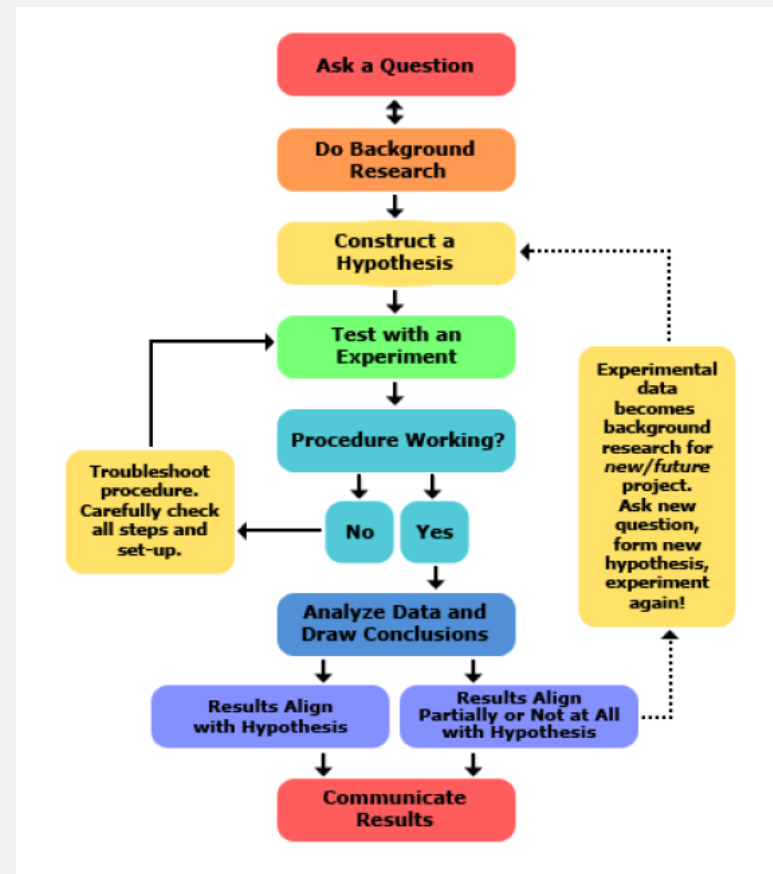 Ask a Question
Do Background
Research
Construct a
Hypothesis
Test with an
Experiment
Procedure Working?
No
Yes
Troubleshoot
procedure.
Carefully check
all steps and
set-up.
Experimental
data
becomes
background
research for
new/future
project.
Ask new
question,
form new
hypothesis,
experiment
again!
Analyze Data and
Draw Conclusions
Results Align
with Hypothesis
Results Align
Partially or Not at All
with Hypothesis
Communicate
Results